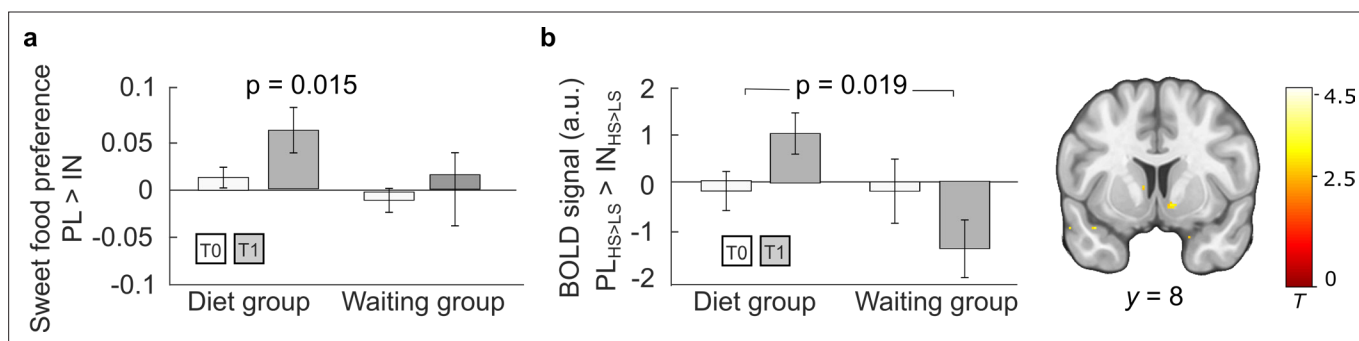 a
Sweet food preference
PL > IN
0.1
0.05
0
-0.05
-0.1
p = 0.015
T0 T1
Diet group Waiting group
b
BOLD signal (a.u.)
PL_HS>LS > IN_HS>LS
2
1
0
-1
-2
p = 0.019
T0 T1
Diet group Waiting group
y = 8
4.5
2.5
0
T